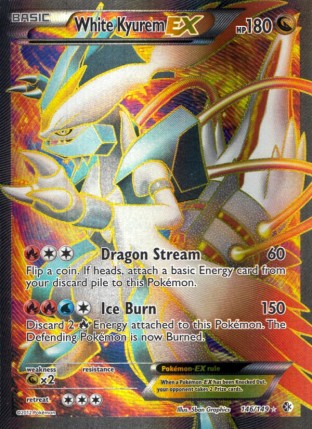 BASIC White Kyurem EX HP180
Dragon Stream 60
Flip a coin. If heads, attach a basic Energy card from
your discard pile to this Pokémon.
Ice Burn 150
Discard 2 Energy attached to this Pokémon. The
Defending Pokémon is now Burned.
weakness resistance
×2
Pokémon-EX rule
When a Pokémon-EX has been Knocked Out,
your opponent takes 2 Prize cards.
retreat
©2012 Pokémon Illus. Shin Graphics 146/149